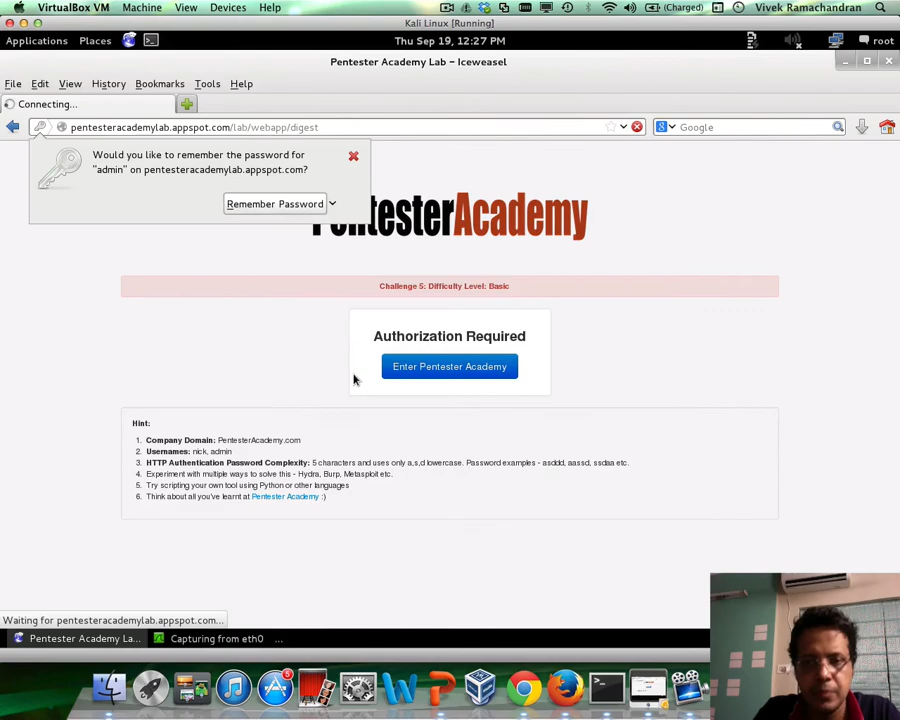 VirtualBox VM Machine View Devices Help (Charged) Vivek Ramachandran
Kali Linux [Running]
Applications Places Thu Sep 19, 12:27 PM root
Pentester Academy Lab – Iceweasel
File Edit View History Bookmarks Tools Help
Connecting...
pentesteracademylab.appspot.com/lab/webapp/digest Google
Would you like to remember the password for
"admin" on pentesteracademylab.appspot.com?
Remember Password
PentesterAcademy
Challenge 5: Difficulty Level: Basic
Authorization Required
Enter Pentester Academy
Hint:
1. Company Domain: PentesterAcademy.com
2. Usernames: nick, admin
3. HTTP Authentication Password Complexity: 5 characters and uses only a,s,d lowercase. Password examples - asddd, aassd, ssdaa etc.
4. Experiment with multiple ways to solve this - Hydra, Burp, Metasploit etc.
5. Try scripting your own tool using Python or other languages
6. Think about all you've learnt at Pentester Academy :)
Waiting for pentesteracademylab.appspot.com...
Pentester Academy La... Capturing from eth0 ...
5